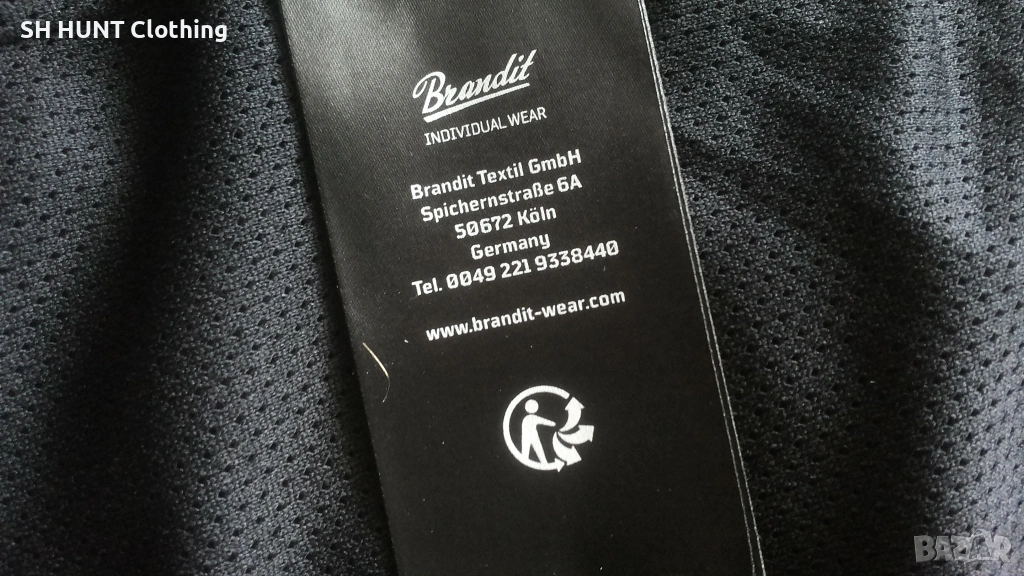 SH HUNT Clothing
Brandit
INDIVIDUAL WEAR
Brandit Textil GmbH
Spichernstraße 6A
50672 Köln
Germany
Tel. 0049 221 9338440
www.brandit-wear.com
BAZAR